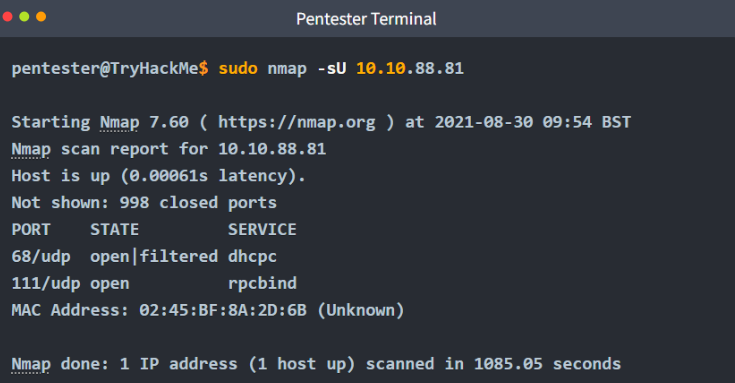 Pentester Terminal
pentester@TryHackMe$ sudo nmap -sU 10.10.88.81
Starting Nmap 7.60 ( https://nmap.org ) at 2021-08-30 09:54 BST
Nmap scan report for 10.10.88.81
Host is up (0.00061s latency).
Not shown: 998 closed ports
PORT    STATE         SERVICE
68/udp  open|filtered dhcpc
111/udp open          rpcbind
MAC Address: 02:45:BF:8A:2D:6B (Unknown)
Nmap done: 1 IP address (1 host up) scanned in 1085.05 seconds